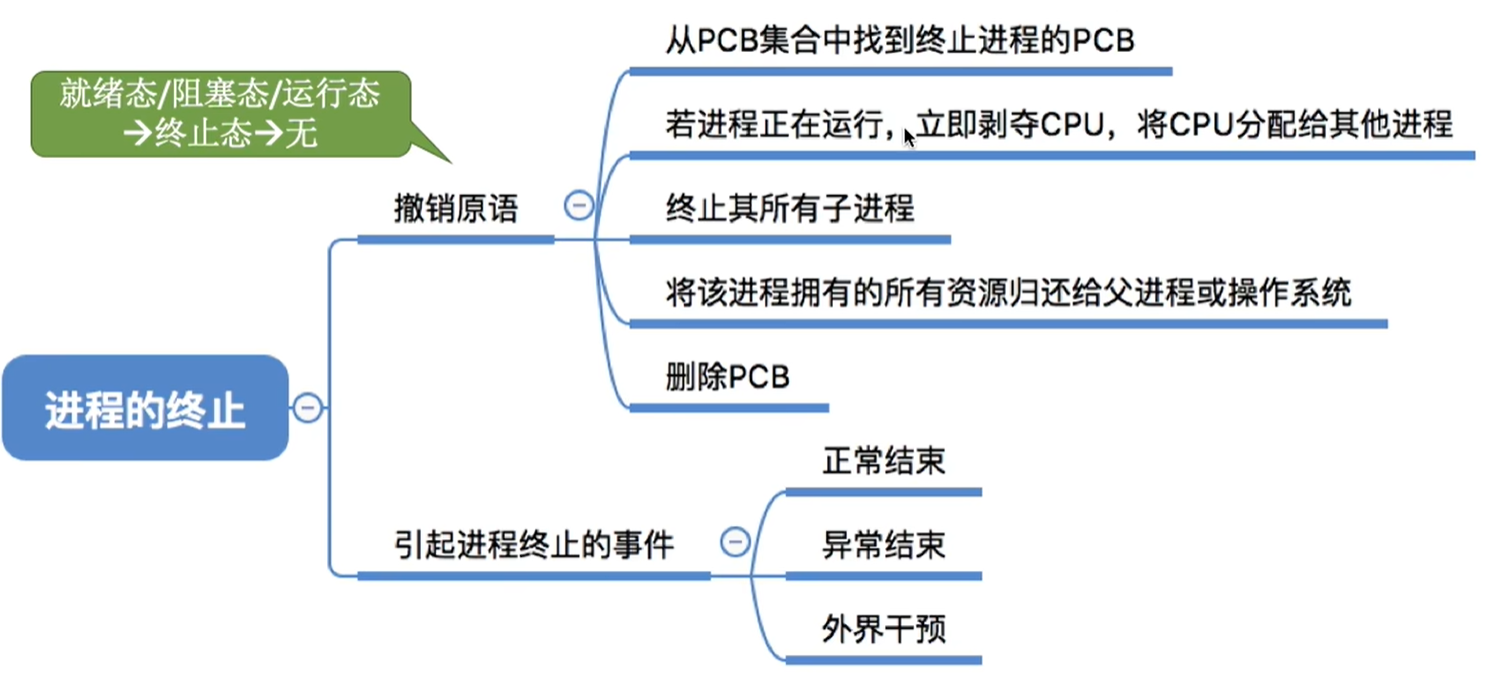 就绪态/阻塞态/运行态
→终止态→无
从PCB集合中找到终止进程的PCB
若进程正在运行，立即剥夺CPU，将CPU分配给其他进程
撤销原语
终止其所有子进程
将该进程拥有的所有资源归还给父进程或操作系统
删除PCB
进程的终止
正常结束
引起进程终止的事件
异常结束
外界干预